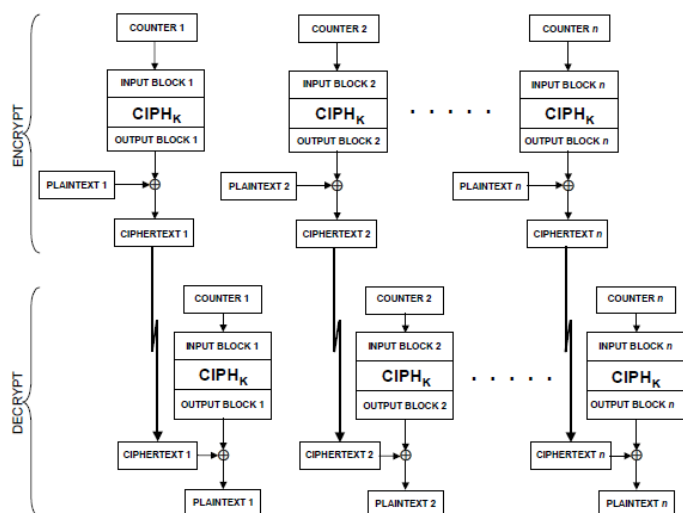 ENCRYPT
COUNTER 1 COUNTER 2 COUNTER n
INPUT BLOCK 1 INPUT BLOCK 2 INPUT BLOCK n
CIPHK CIPHK CIPHK
OUTPUT BLOCK 1 OUTPUT BLOCK 2 OUTPUT BLOCK n
PLAINTEXT 1 PLAINTEXT 2 PLAINTEXT n
CIPHERTEXT 1 CIPHERTEXT 2 CIPHERTEXT n
DECRYPT
COUNTER 1 COUNTER 2 COUNTER n
INPUT BLOCK 1 INPUT BLOCK 2 INPUT BLOCK n
CIPHK CIPHK CIPHK
OUTPUT BLOCK 1 OUTPUT BLOCK 2 OUTPUT BLOCK n
CIPHERTEXT 1 CIPHERTEXT 2 CIPHERTEXT n
PLAINTEXT 1 PLAINTEXT 2 PLAINTEXT n